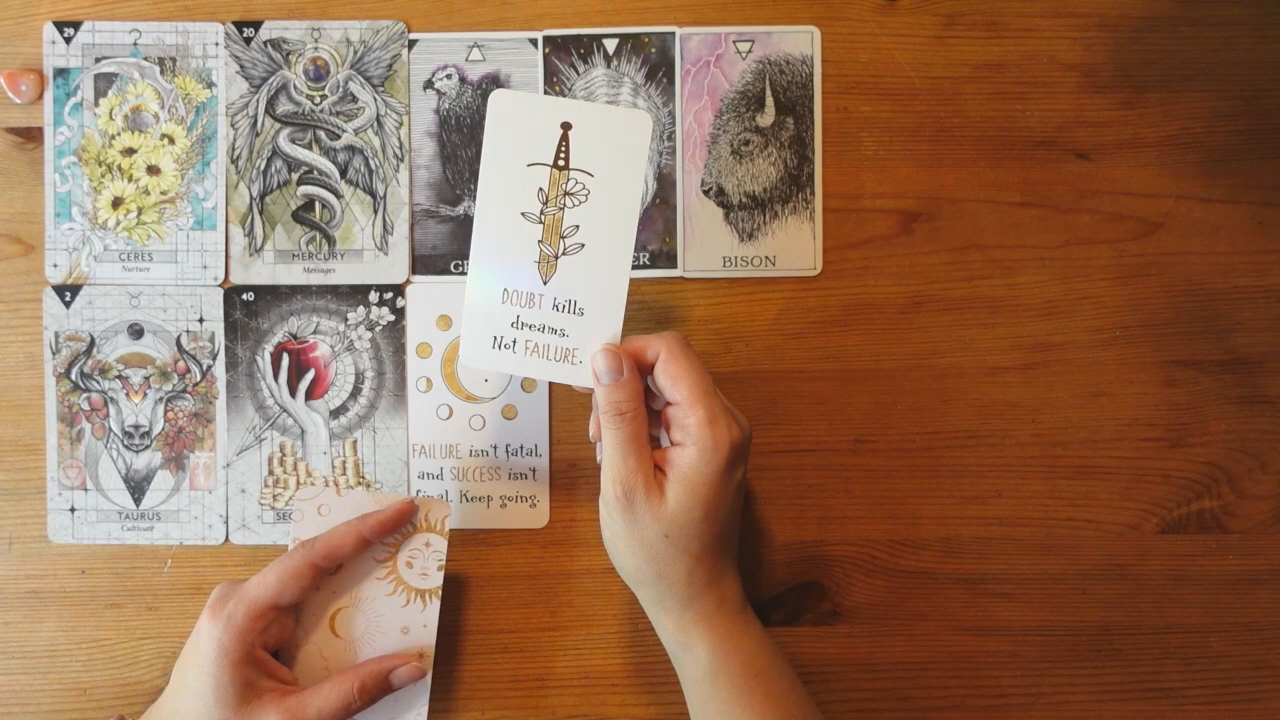 29
CERES
Nurture
20
MERCURY
Messages
BISON
DOUBT kills
dreams.
Not FAILURE.
2
TAURUS
Cultivate
40
FAILURE isn't fatal,
and SUCCESS isn't
final. Keep going.